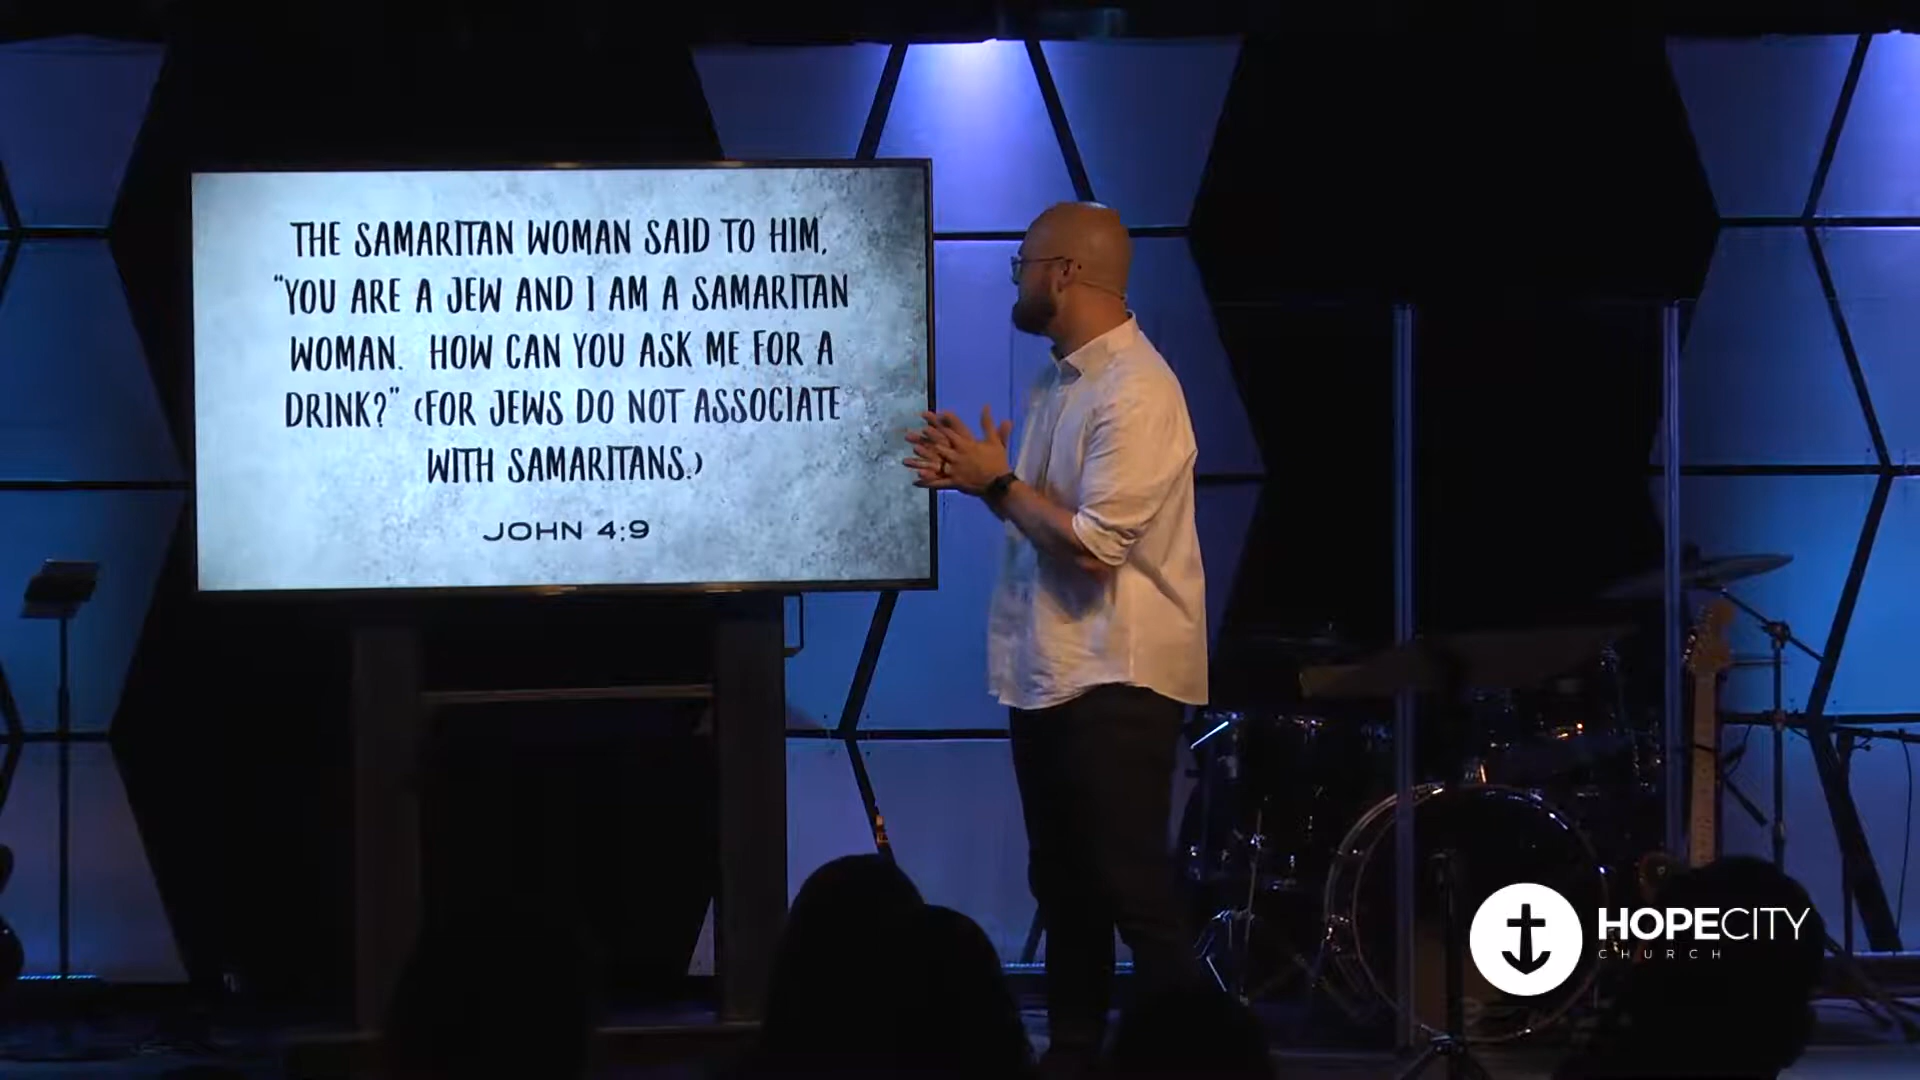 THE SAMARITAN WOMAN SAID TO HIM,
“YOU ARE A JEW AND I AM A SAMARITAN
WOMAN. HOW CAN YOU ASK ME FOR A
DRINK?” (FOR JEWS DO NOT ASSOCIATE
WITH SAMARITANS.)
JOHN 4:9
HOPECITY
CHURCH